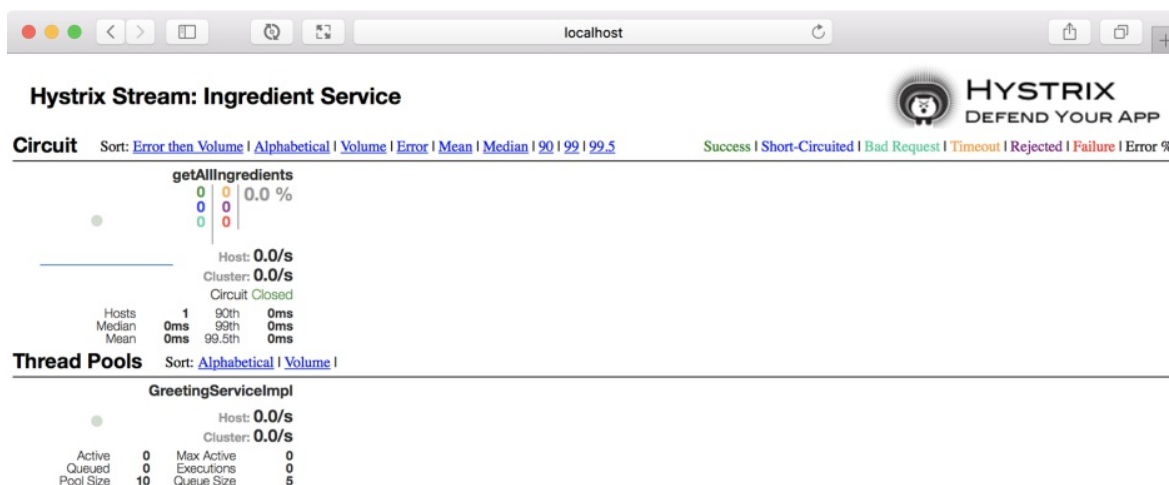 localhost
Hystrix Stream: Ingredient Service
HYSTRIX
DEFEND YOUR APP
Circuit Sort: Error then Volume | Alphabetical | Volume | Error | Mean | Median | 90 | 99 | 99.5 Success | Short-Circuited | Bad Request | Timeout | Rejected | Failure | Error %
getAllIngredients
0 0 0.0 %
0 0
0 0
Host: 0.0/s
Cluster: 0.0/s
Circuit Closed
Hosts 1 90th 0ms
Median 0ms 99th 0ms
Mean 0ms 99.5th 0ms
Thread Pools Sort: Alphabetical | Volume |
GreetingServiceImpl
Host: 0.0/s
Cluster: 0.0/s
Active 0 Max Active 0
Queued 0 Executions 0
Pool Size 10 Queue Size 5